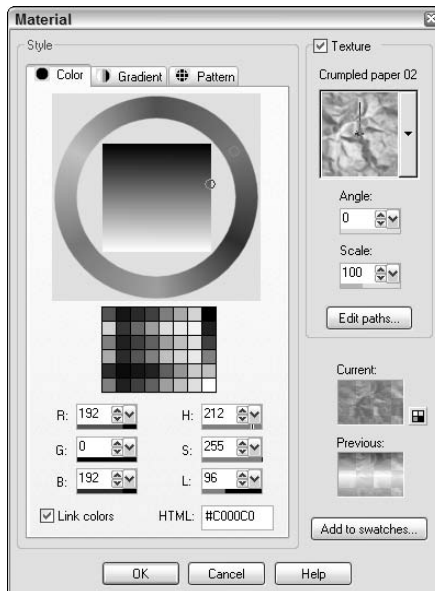 Material
Style
Color Gradient Pattern
R: 192 H: 212
G: 0 S: 255
B: 192 L: 96
Link colors HTML: #C000C0
Texture
Crumpled paper 02
Angle:
0
Scale:
100
Edit paths...
Current:
Previous:
Add to swatches...
OK Cancel Help